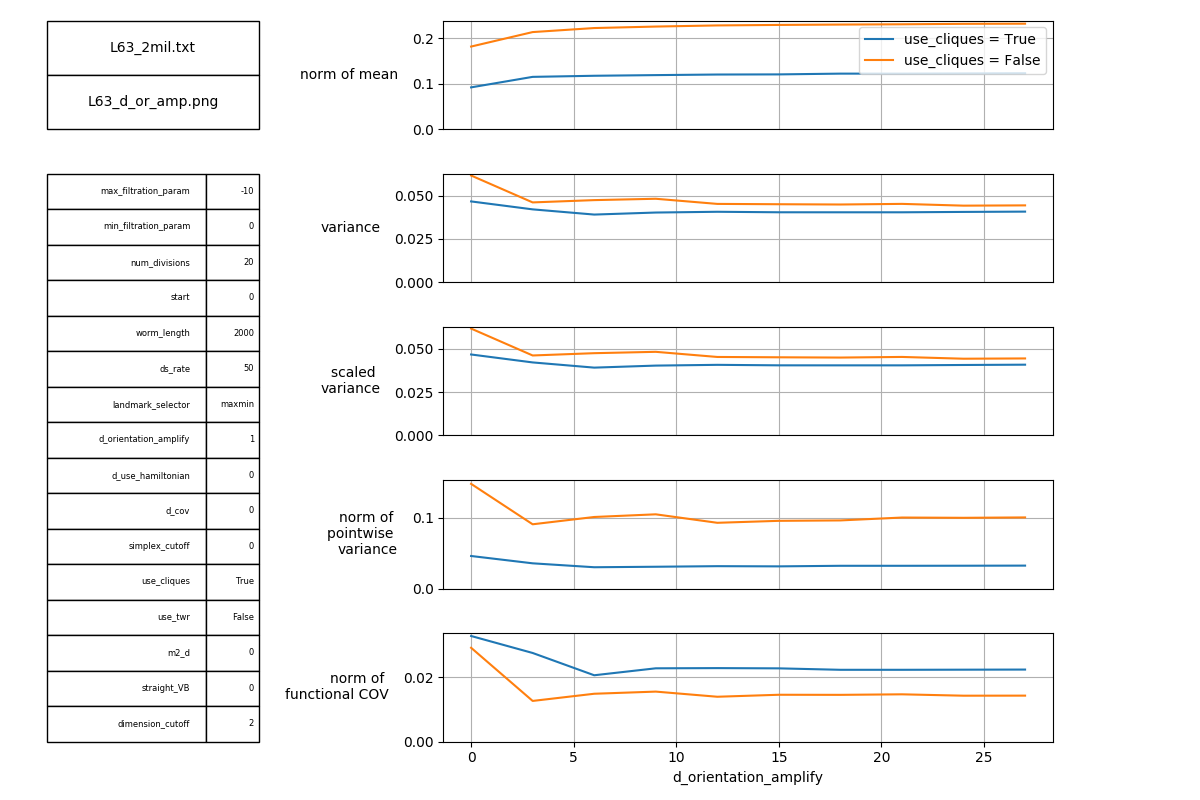 L63_2mil.txt
L63_d_or_amp.png
max_filtration_param -10
min_filtration_param 0
num_divisions 20
start 0
worm_length 2000
ds_rate 50
landmark_selector maxmin
d_orientation_amplify 1
d_use_hamiltonian 0
d_cov 0
simplex_cutoff 0
use_cliques True
use_twr False
m2_d 0
straight_VB 0
dimension_cutoff 2
norm of mean
0.2
0.1
0.0
use_cliques = True
use_cliques = False
variance
0.050
0.025
0.000
scaled
variance
0.050
0.025
0.000
norm of
pointwise
variance
0.1
0.0
norm of
functional COV
0.02
0.00
0 5 10 15 20 25
d_orientation_amplify